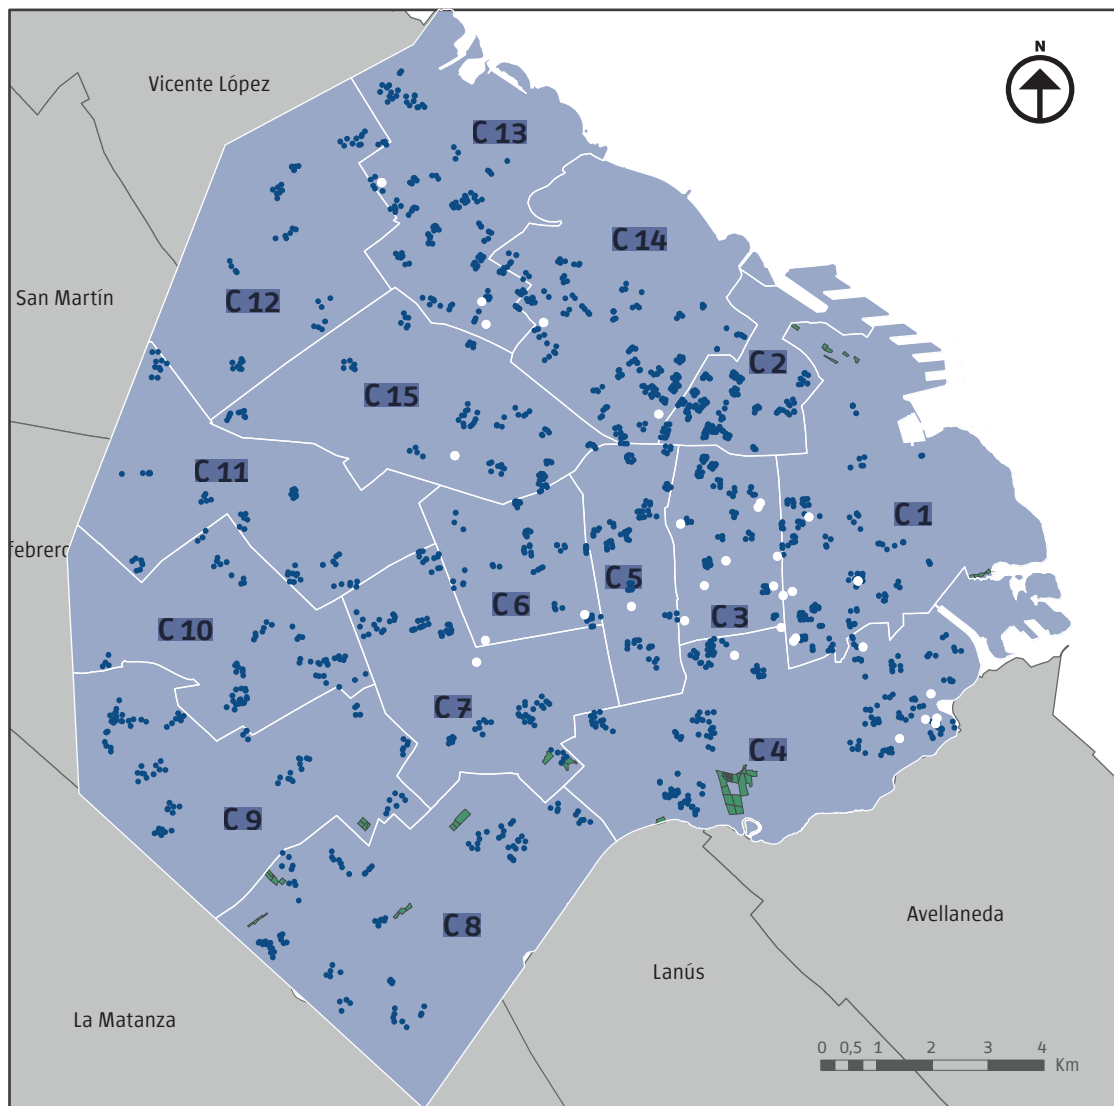 N
Vicente López
C 13
C 14
San Martín
C 12
C 2
C 15
C 11
C 1
febrero
C 5
C 6
C 3
C 10
C 7
C 4
C 9
C 8
Avellaneda
Lanús
La Matanza
0 0,5 1 2 3 4
Km